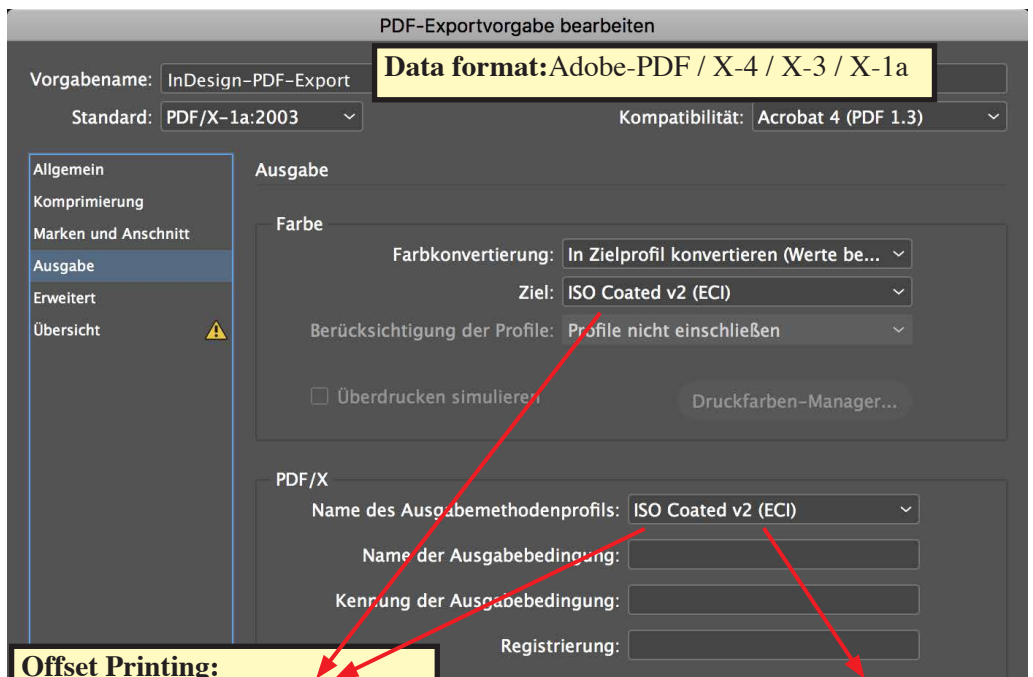 PDF-Exportvorgabe bearbeiten
Data format:Adobe-PDF / X-4 / X-3 / X-1a
Vorgabename: InDesign-PDF-Export
Standard: PDF/X-1a:2003
Kompatibilität: Acrobat 4 (PDF 1.3)
Allgemein
Komprimierung
Marken und Anschnitt
Ausgabe
Erweitert
Übersicht
Ausgabe
Farbe
Farbkonvertierung: In Zielprofil konvertieren (Werte be...
Ziel: ISO Coated v2 (ECI)
Berücksichtigung der Profile: Profile nicht einschließen
Überdrucken simulieren
Druckfarben-Manager...
PDF/X
Name des Ausgabemethodenprofils: ISO Coated v2 (ECI)
Name der Ausgabebedingung:
Kennung der Ausgabebedingung:
Registrierung:
Offset Printing: